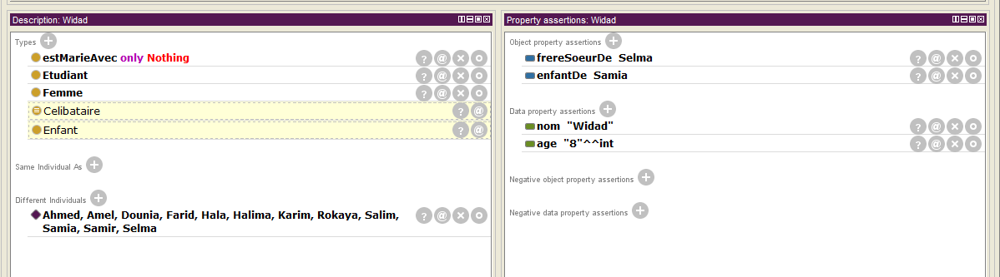 Description: Widad
Types
estMarieAvec only Nothing
Etudiant
Femme
Celibataire
Enfant
Same Individual As
Different Individuals
Ahmed, Amel, Dounia, Farid, Hala, Halima, Karim, Rokaya, Salim,
Samia, Samir, Selma
Property assertions: Widad
Object property assertions
frereSoeurDe Selma
enfantDe Samia
Data property assertions
nom "Widad"
age "8"^^int
Negative object property assertions
Negative data property assertions